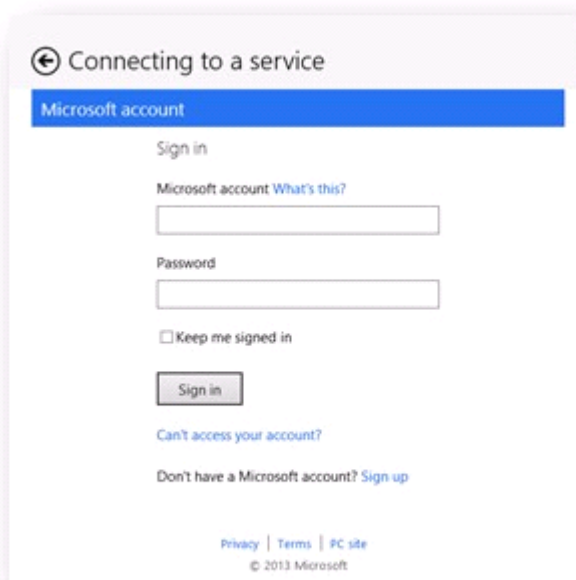 Connecting to a service
Microsoft account
Sign in
Microsoft account What's this?
Password
Keep me signed in
Sign in
Can't access your account?
Don't have a Microsoft account? Sign up
Privacy | Terms | PC site
© 2013 Microsoft